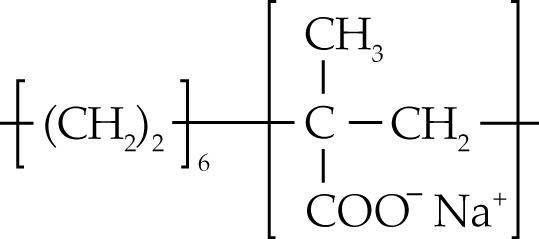 CH₃
(CH₂)₂ C CH₂
6
COO⁻ Na⁺